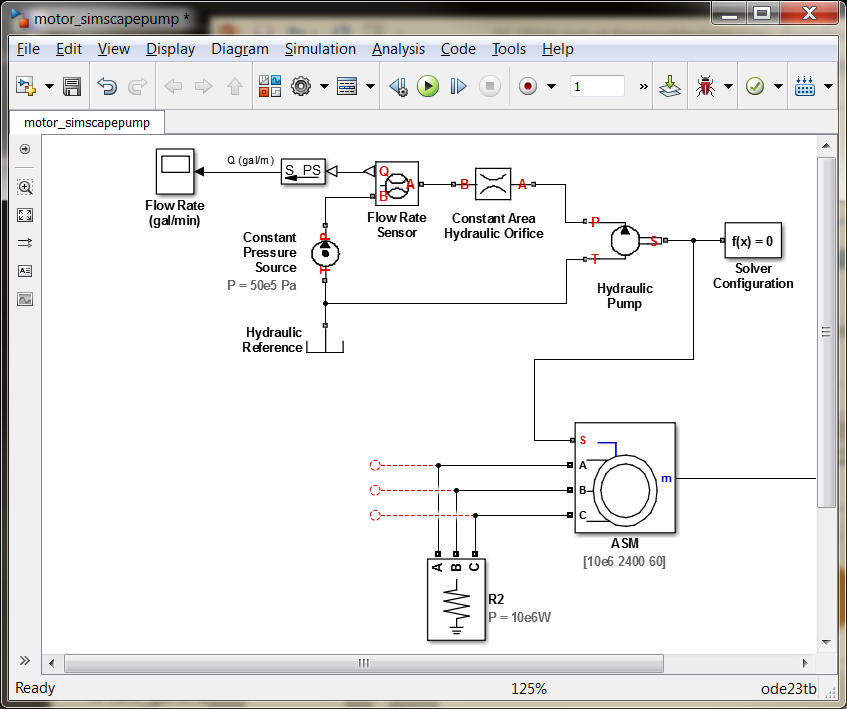 motor_simscapepump *
File Edit View Display Diagram Simulation Analysis Code Tools Help
1 »
motor_simscapepump
Q (gal/m)
S PS
Q
A
B
B
A
Flow Rate
(gal/min)
Flow Rate
Sensor
Constant Area
Hydraulic Orifice
P
T
S
f(x) = 0
Solver
Configuration
Constant
Pressure
Source
P = 50e5 Pa
P
T
Hydraulic
Pump
Hydraulic
Reference
S
A
B
C
m
ASM
[10e6 2400 60]
A B C
R2
P = 10e6W
Ready 125% ode23tb